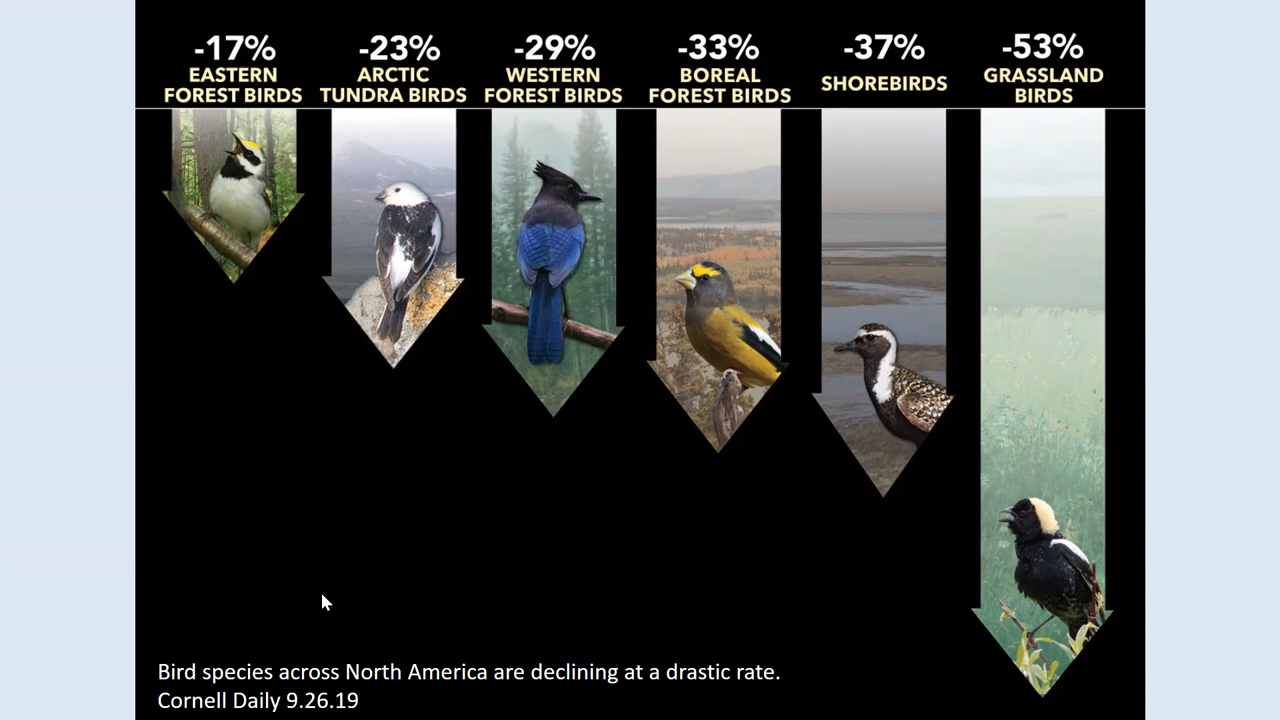 -17%
EASTERN
FOREST BIRDS
-23%
ARCTIC
TUNDRA BIRDS
-29%
WESTERN
FOREST BIRDS
-33%
BOREAL
FOREST BIRDS
-37%
SHOREBIRDS
-53%
GRASSLAND
BIRDS
Bird species across North America are declining at a drastic rate.
Cornell Daily 9.26.19